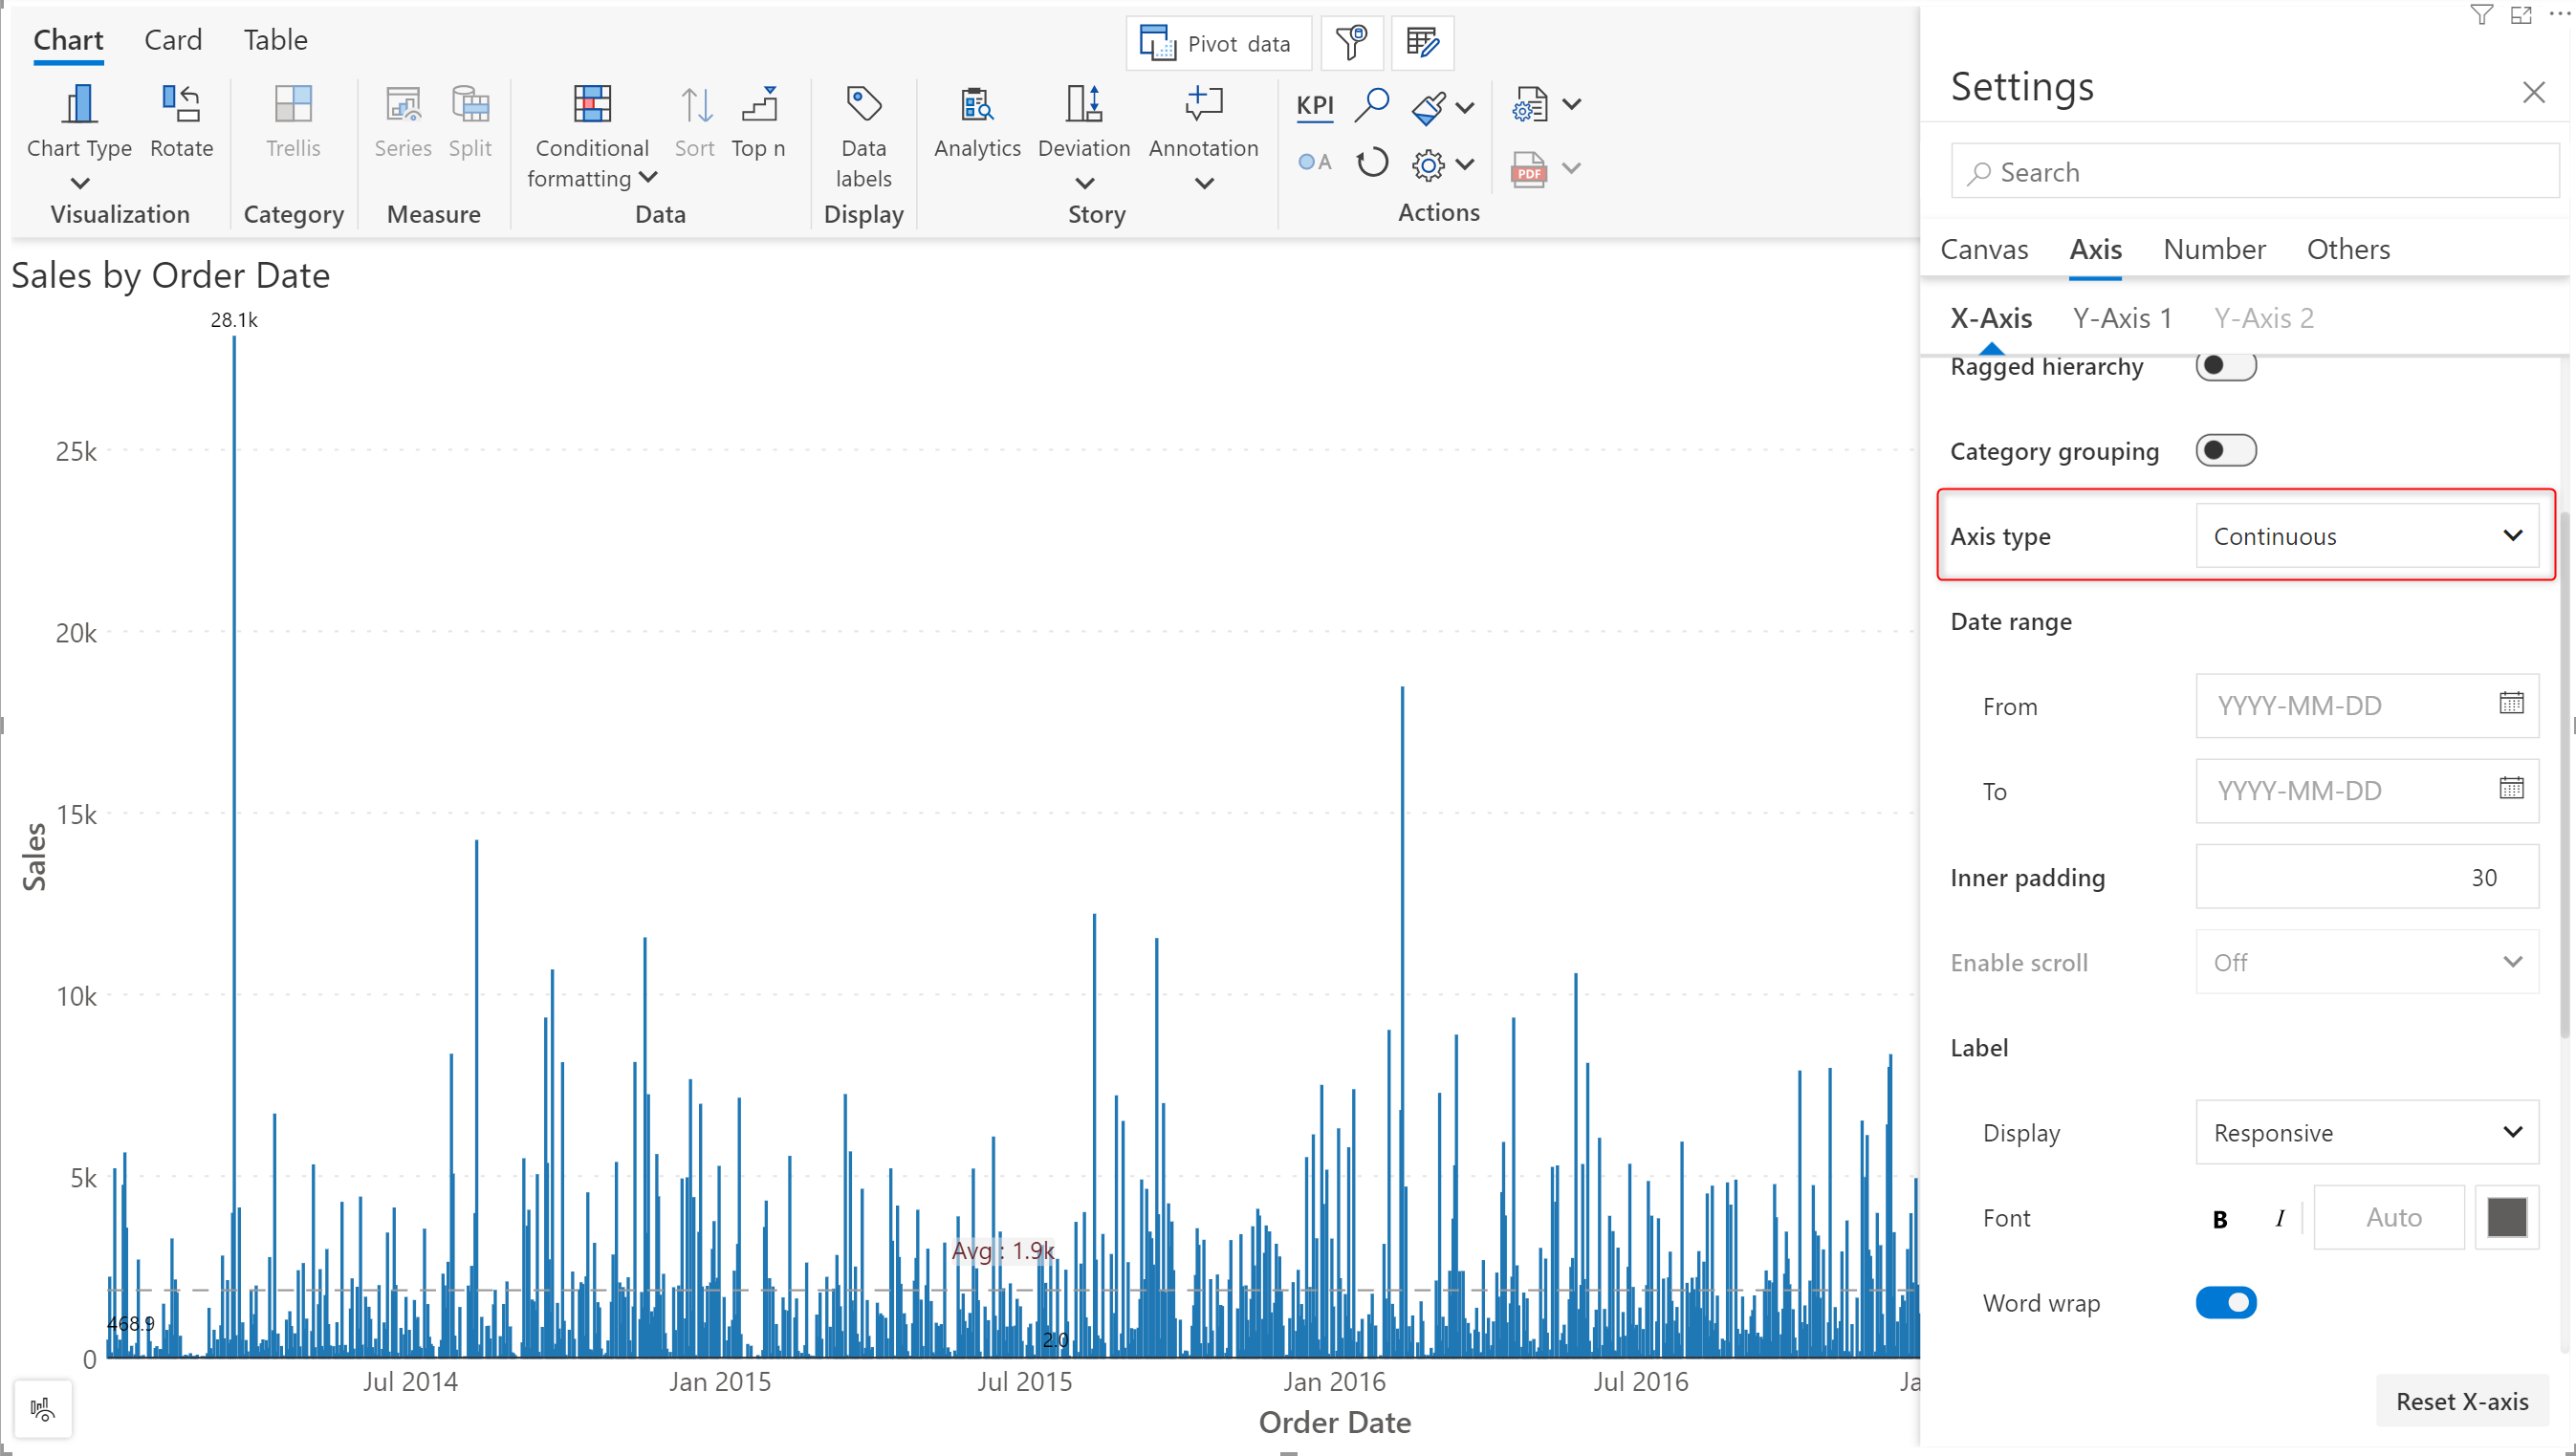 Chart Card Table
Pivot data
Chart Type Rotate
Trellis
Series Split
Conditional formatting
Sort Top n
Data labels
Analytics Deviation Annotation
KPI
A
PDF
Visualization Category Measure Data Display Story Actions
Sales by Order Date
28.1k
25k
20k
15k
10k
5k
0
Sales
Avg : 1.9k
468.9
2.0
Jul 2014 Jan 2015 Jul 2015 Jan 2016 Jul 2016 Ja
Order Date
Settings
Search
Canvas Axis Number Others
X-Axis Y-Axis 1 Y-Axis 2
Ragged hierarchy
Category grouping
Axis type Continuous
Date range
From YYYY-MM-DD
To YYYY-MM-DD
Inner padding 30
Enable scroll Off
Label
Display Responsive
Font B I Auto
Word wrap
Reset X-axis